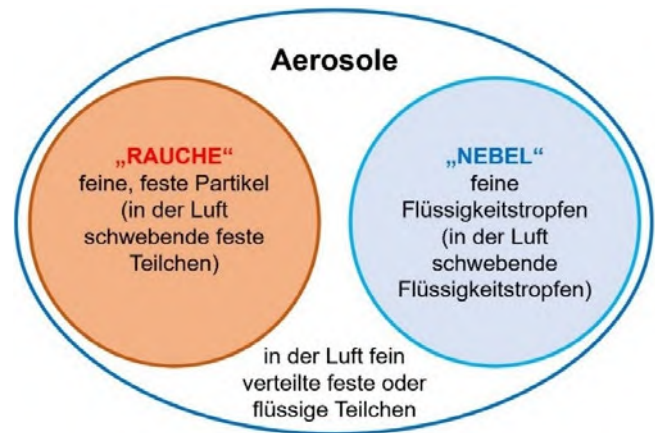 Aerosole
„RAUCHE“
feine, feste Partikel
(in der Luft
schwebende feste
Teilchen)
„NEBEL“
feine
Flüssigkeitstropfen
(in der Luft
schwebende
Flüssigkeitstropfen)
in der Luft fein
verteilte feste oder
flüssige Teilchen